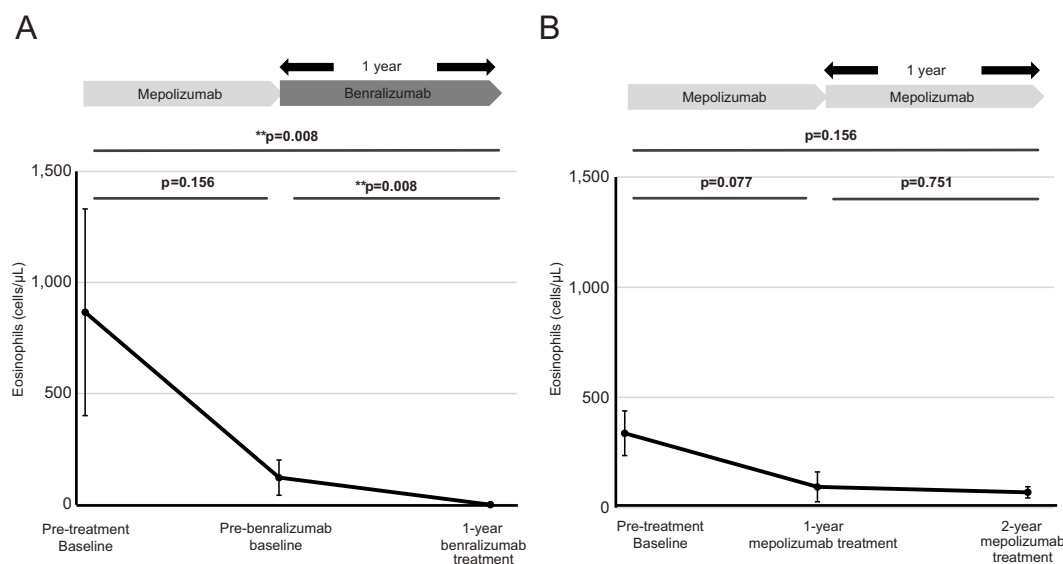 A
1 year
Mepolizumab
Benralizumab
**p=0.008
p=0.156
**p=0.008
1,500
1,000
500
0
Eosinophils (cells/μL)
Pre-treatment
Baseline
Pre-benralizumab
baseline
1-year
benralizumab
treatment
B
1 year
Mepolizumab
Mepolizumab
p=0.156
p=0.077
p=0.751
1,500
1,000
500
0
Eosinophils (cells/μL)
Pre-treatment
Baseline
1-year
mepolizumab treatment
2-year
mepolizumab
treatment